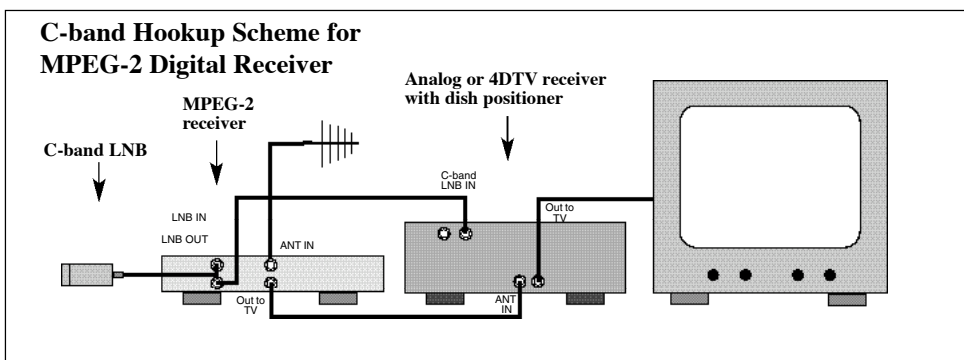 C-band Hookup Scheme for
MPEG-2 Digital Receiver
Analog or 4DTV receiver
with dish positioner
MPEG-2
receiver
C-band LNB
C-band
LNB IN
Out to
TV
LNB IN
LNB OUT
ANT IN
Out to
TV
ANT
IN